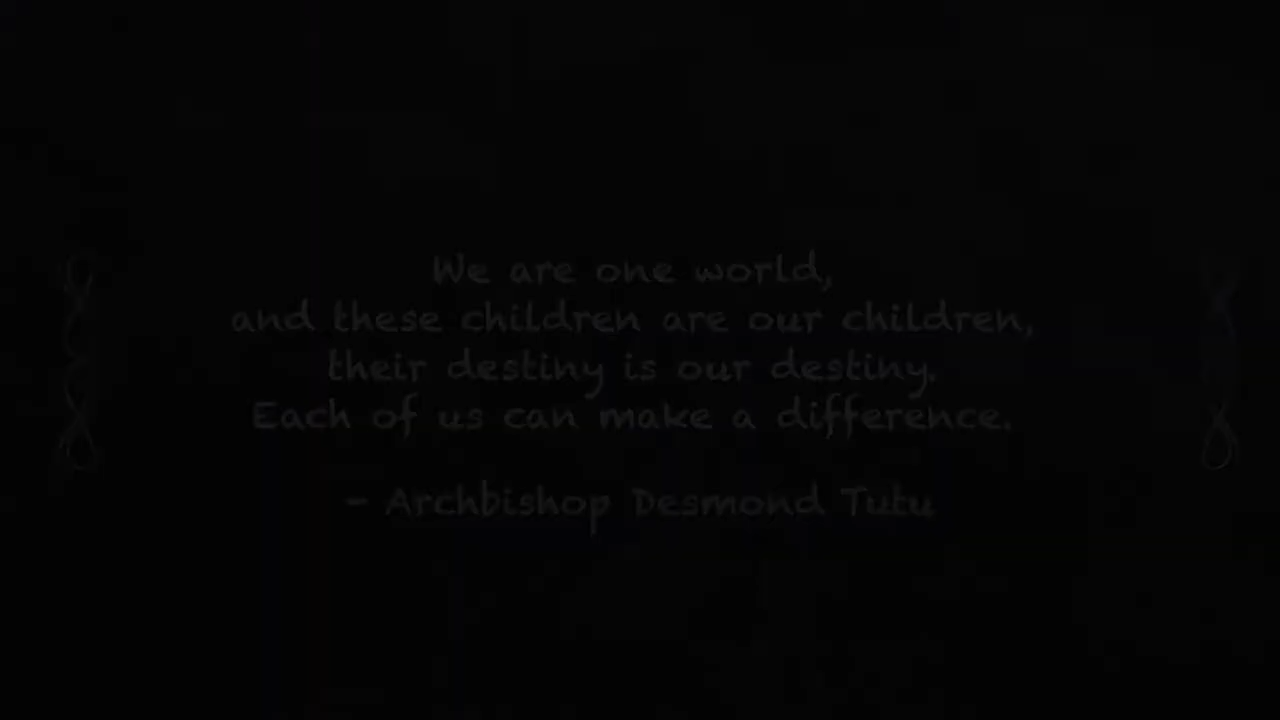 We are one world,
and these children are our children,
their destiny is our destiny.
Each of us can make a difference.
- Archbishop Desmond Tutu